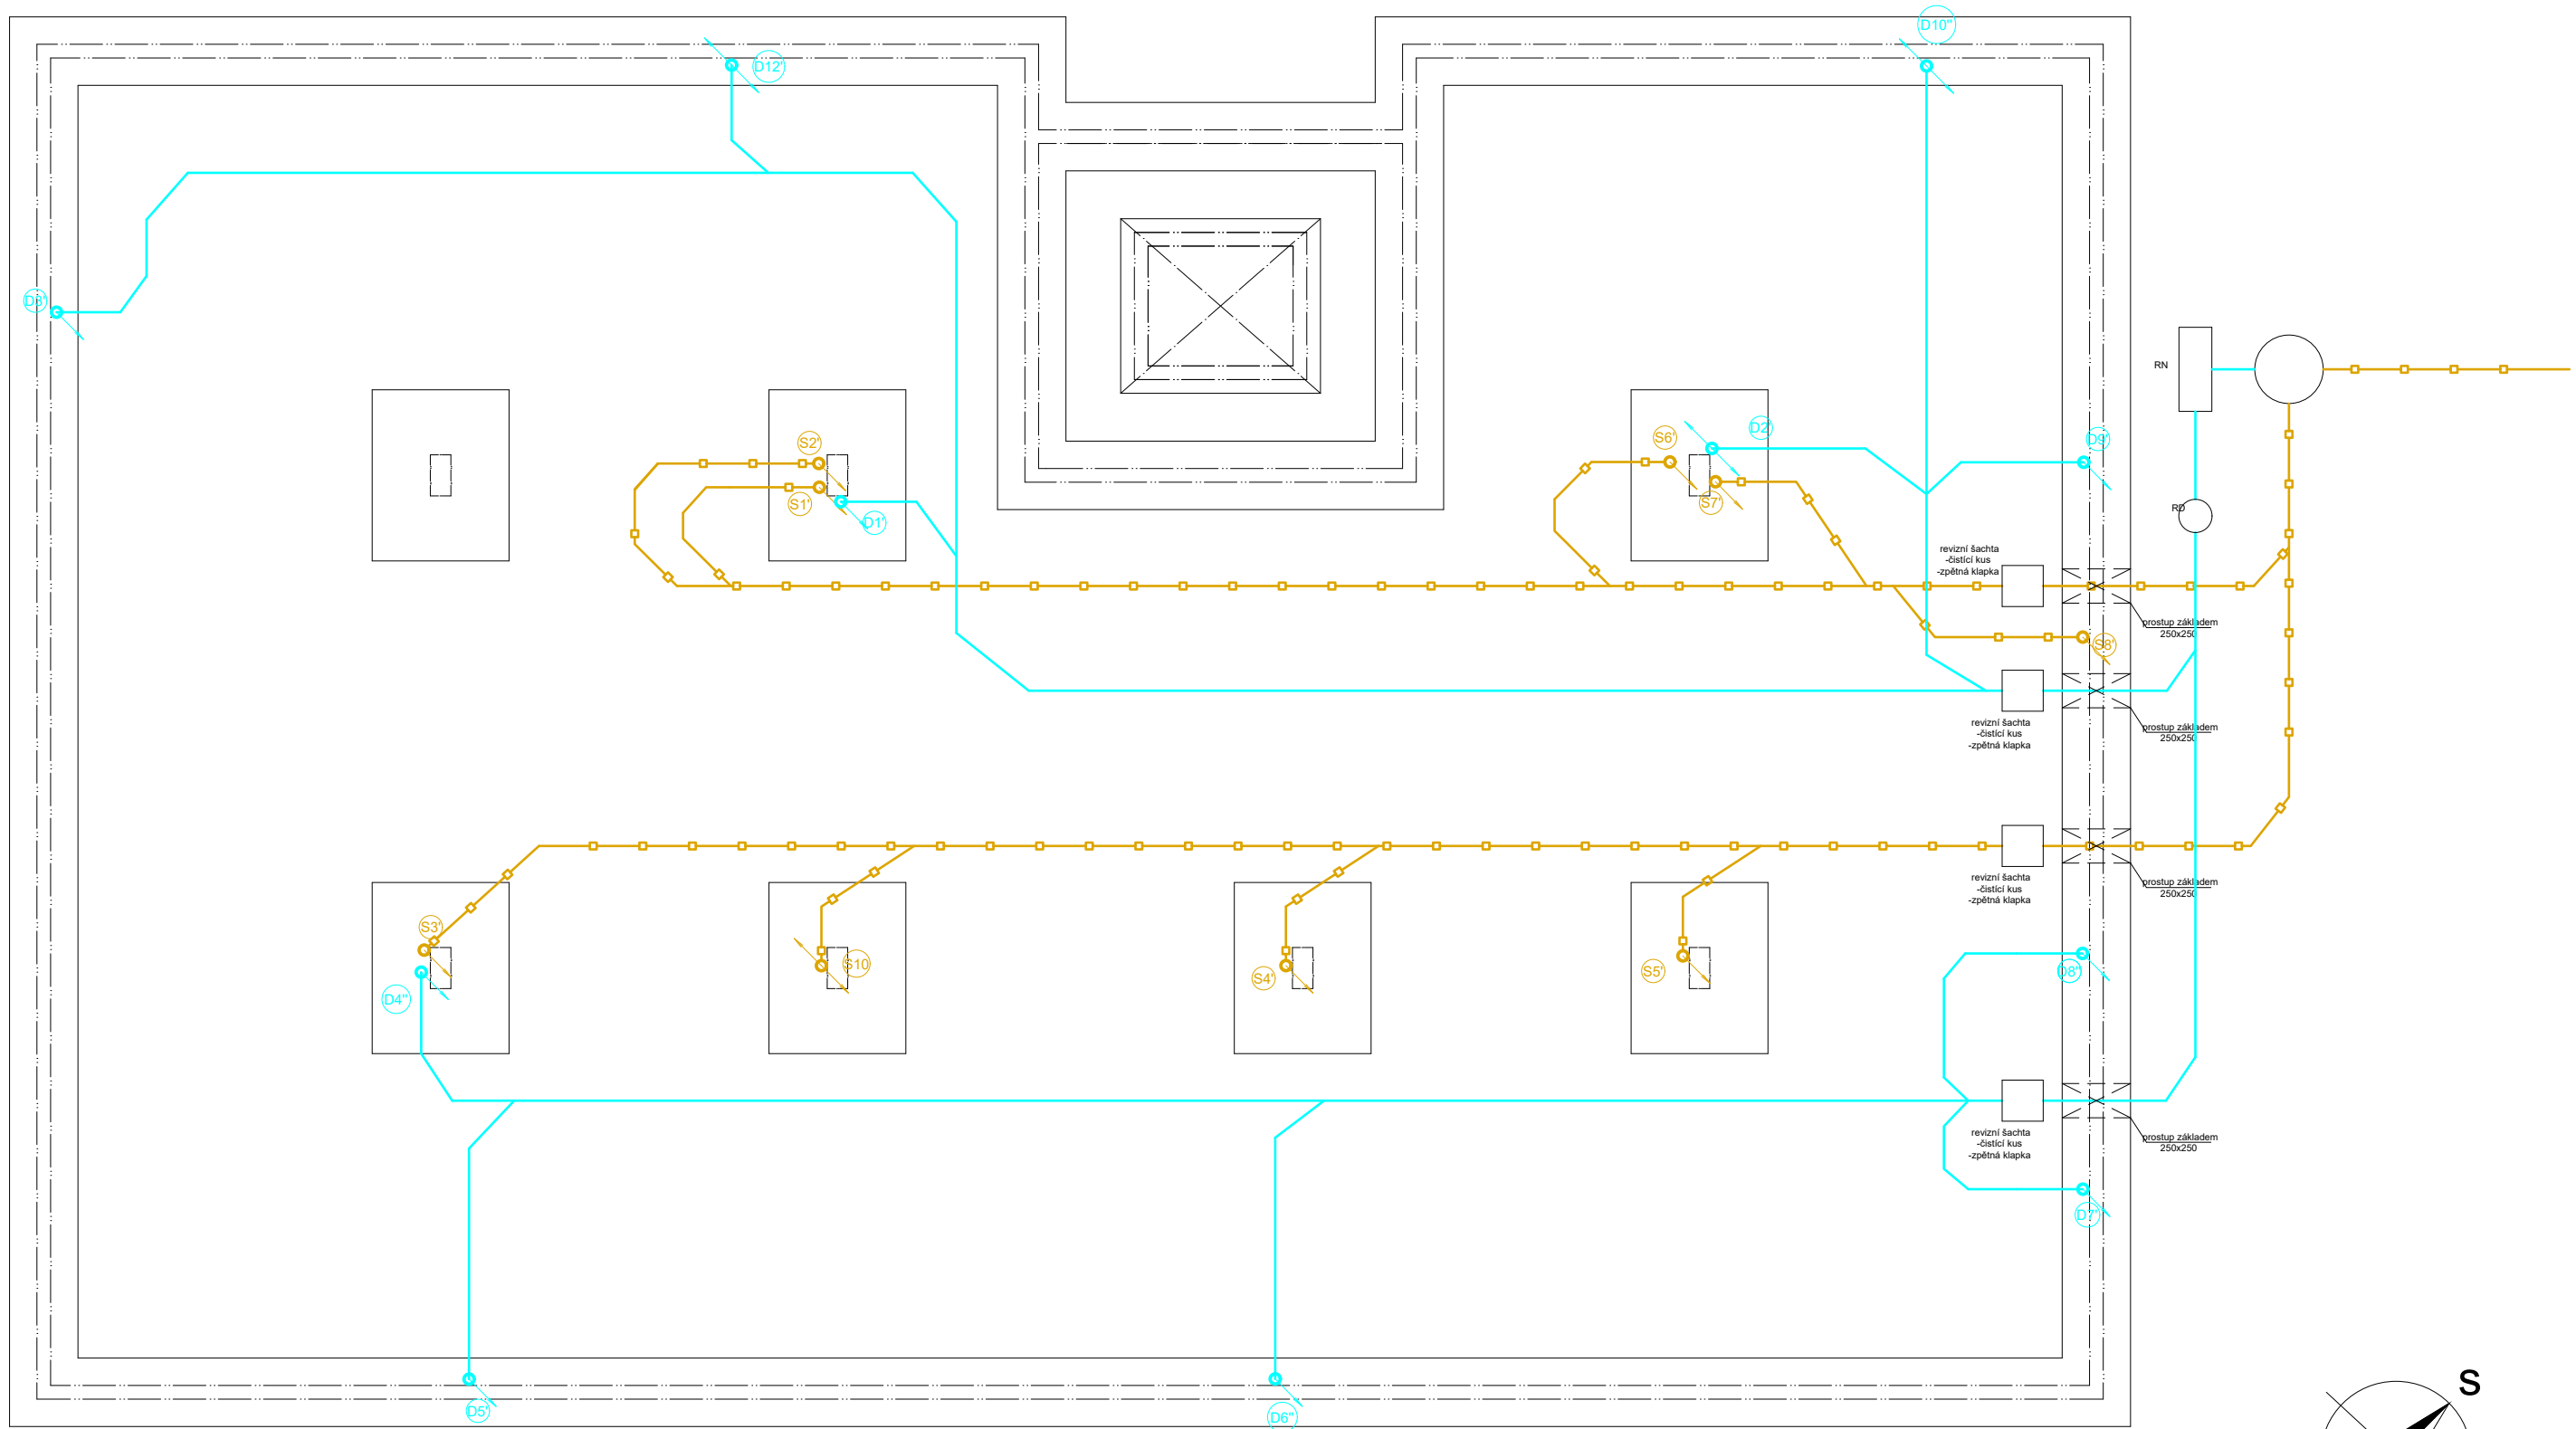 D12'
D10"
D3'
RN
S2'
S6'
D2'
D9'
S1'
D1'
S7'
RD
revizní šachta
-čistící kus
-zpětná klapka
prostup základem
250x250
S8'
revizní šachta
-čistící kus
-zpětná klapka
prostup základem
250x250
revizní šachta
-čistící kus
-zpětná klapka
prostup základem
250x250
S3'
S10
S4'
S5'
D8"
D4"
revizní šachta
-čistící kus
-zpětná klapka
prostup základem
250x250
D7'
D5'
D6"
S